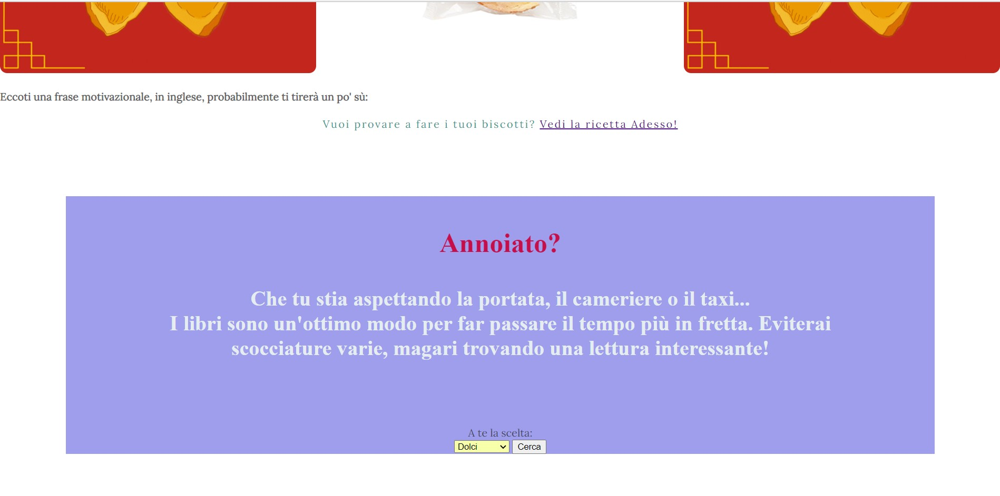 Eccoti una frase motivazionale, in inglese, probabilmente ti tirerà un po' sù:
Vuoi provare a fare i tuoi biscotti? Vedi la ricetta Adesso!
Annoiato?
Che tu stia aspettando la portata, il cameriere o il taxi...
I libri sono un'ottimo modo per far passare il tempo più in fretta. Eviterai
scocciature varie, magari trovando una lettura interessante!
A te la scelta:
Dolci Cerca